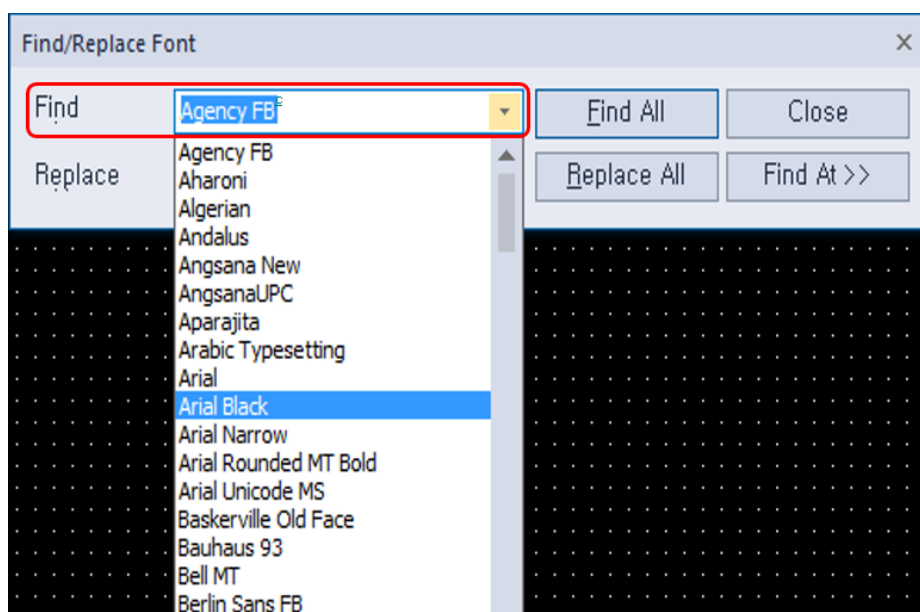 Find/Replace Font
Find
Agency FB
Find All
Close
Replace
Replace All
Find At >>
Agency FB
Aharoni
Algerian
Andalus
Angsana New
AngsanaUPC
Aparajita
Arabic Typesetting
Arial
Arial Black
Arial Narrow
Arial Rounded MT Bold
Arial Unicode MS
Baskerville Old Face
Bauhaus 93
Bell MT
Berlin Sans FB